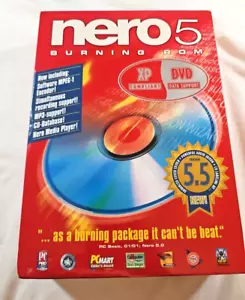 nero 5
BURNING ROM
Now including:
Software MPEG-1
Encoder!
Simultaneous
recording support!
MP3-support!
CD-Database!
Nero Media Player!
XP
COMPLIANT
DVD
DATA SUPPORT
VERSION
5.5
"... as a burning package it can't be beat."
PC Basic, 01/01; Nero 5.0
PC
PCMART